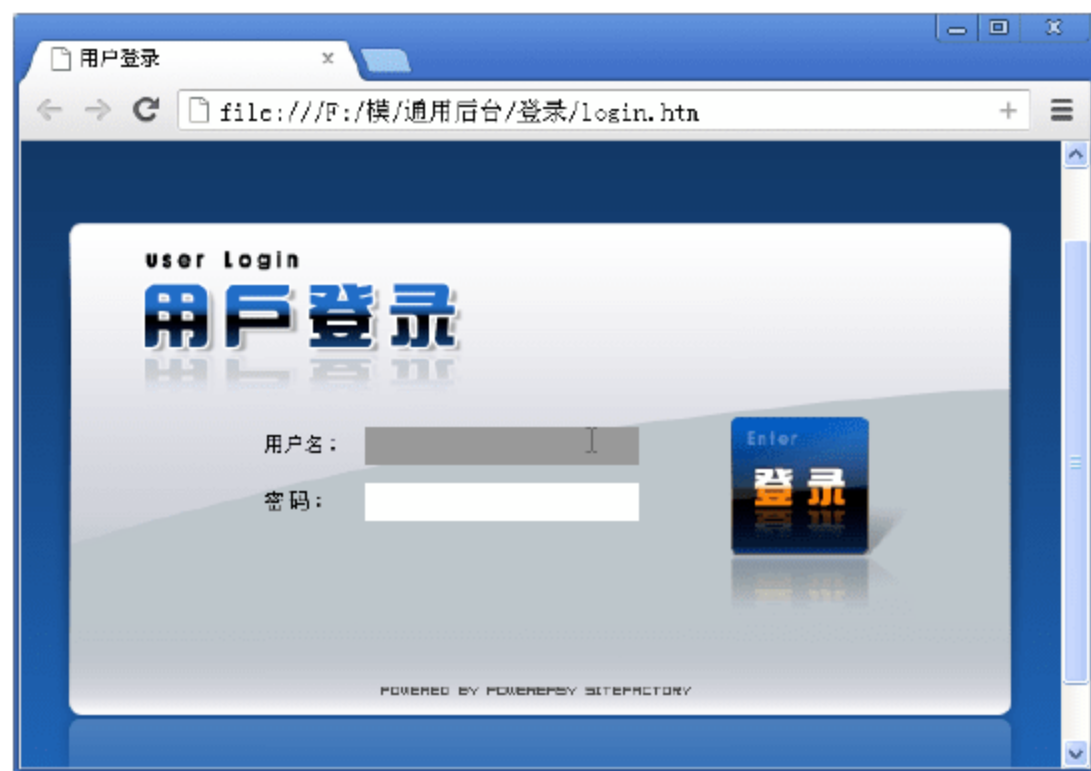 用户登录
file:///F:/模/通用后台/登录/login.htm
user Login
用戶登录
用户名：
Enter
登录
密码：
POWERED BY POWEREASY SITEFACTORY